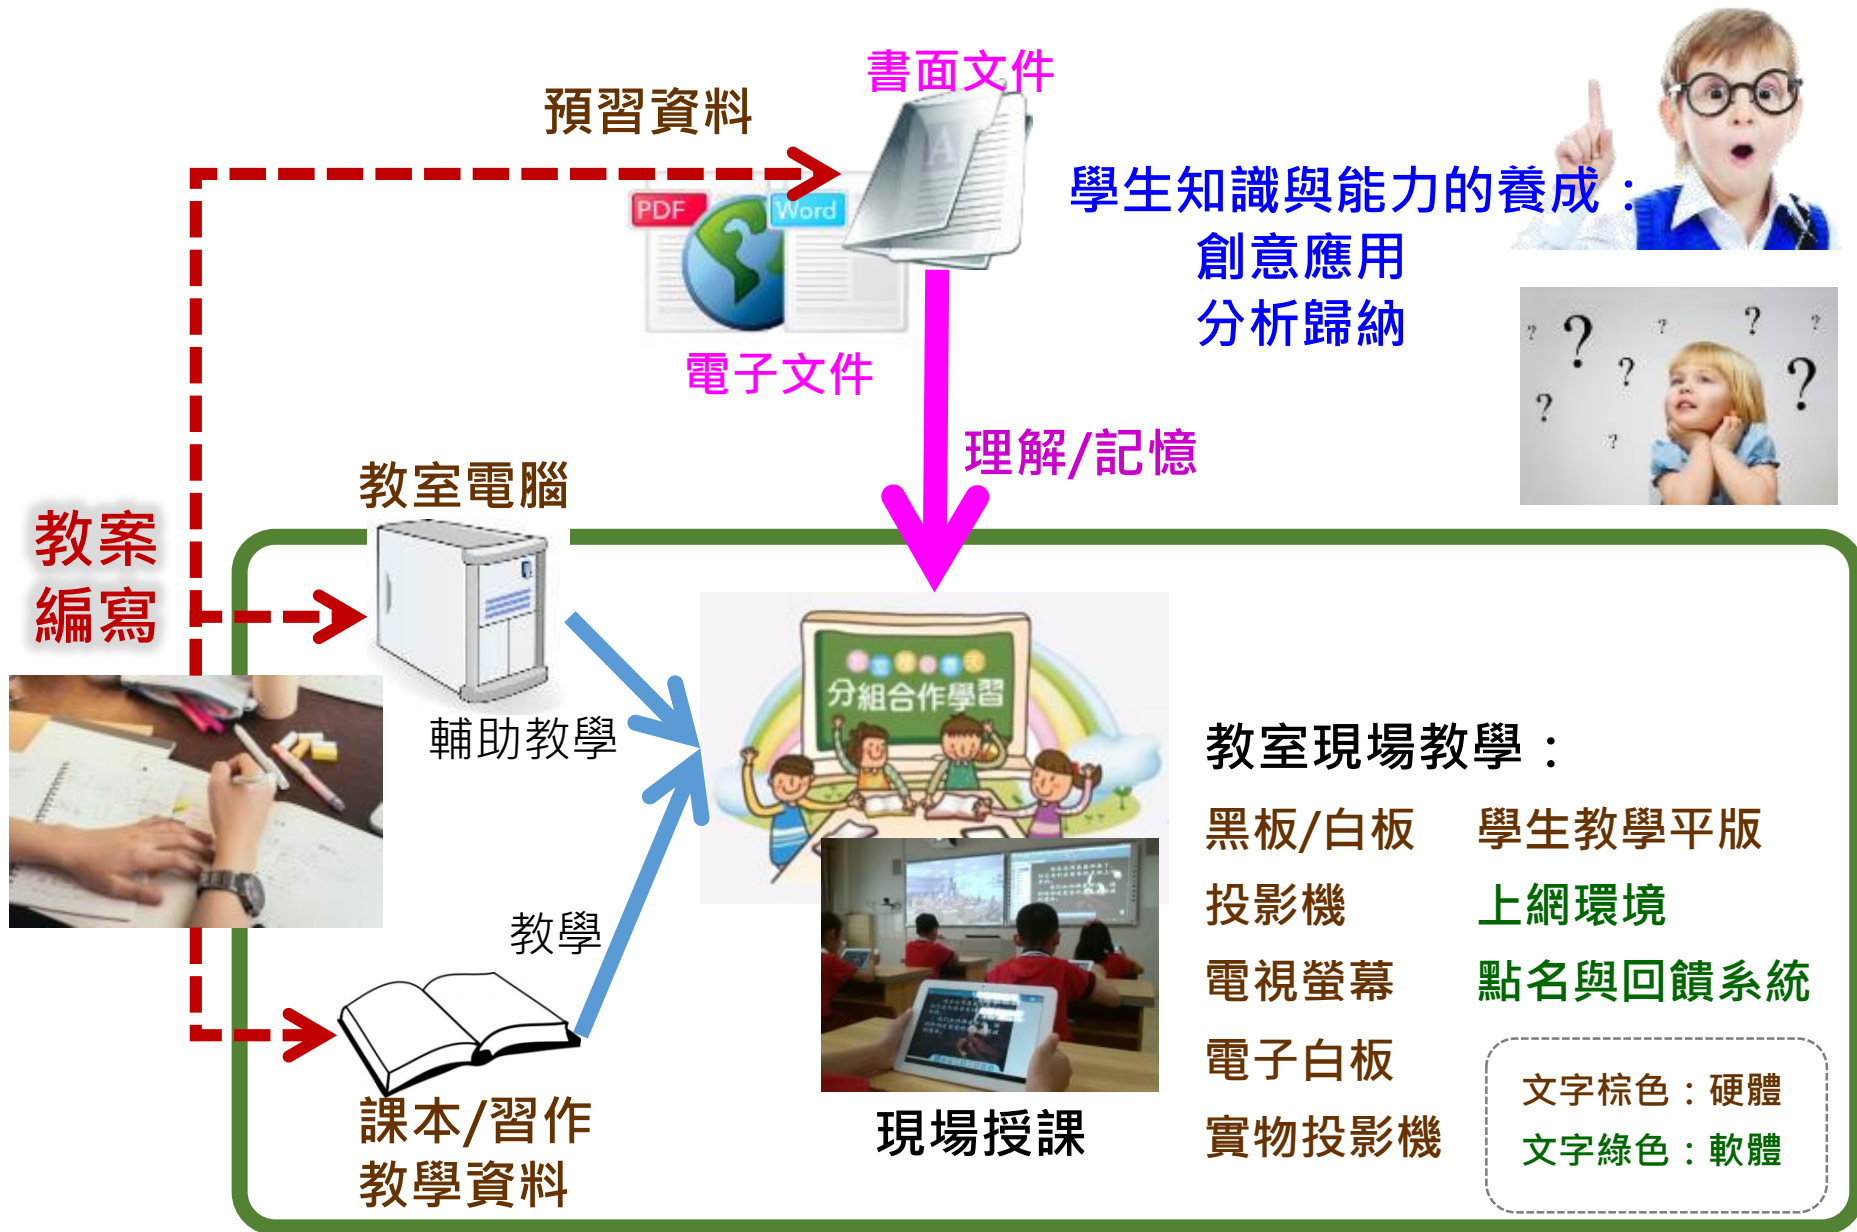 書面文件
預習資料
PDF
Word
A
學生知識與能力的養成：
創意應用
分析歸納
電子文件
理解/記憶
教室電腦
教案
編寫
分組合作學習
輔助教學
教室現場教學：
黑板/白板
學生教學平版
投影機
上網環境
教學
電視螢幕
點名與回饋系統
電子白板
文字棕色：硬體
課本/習作
現場授課
實物投影機
文字綠色：軟體
教學資料